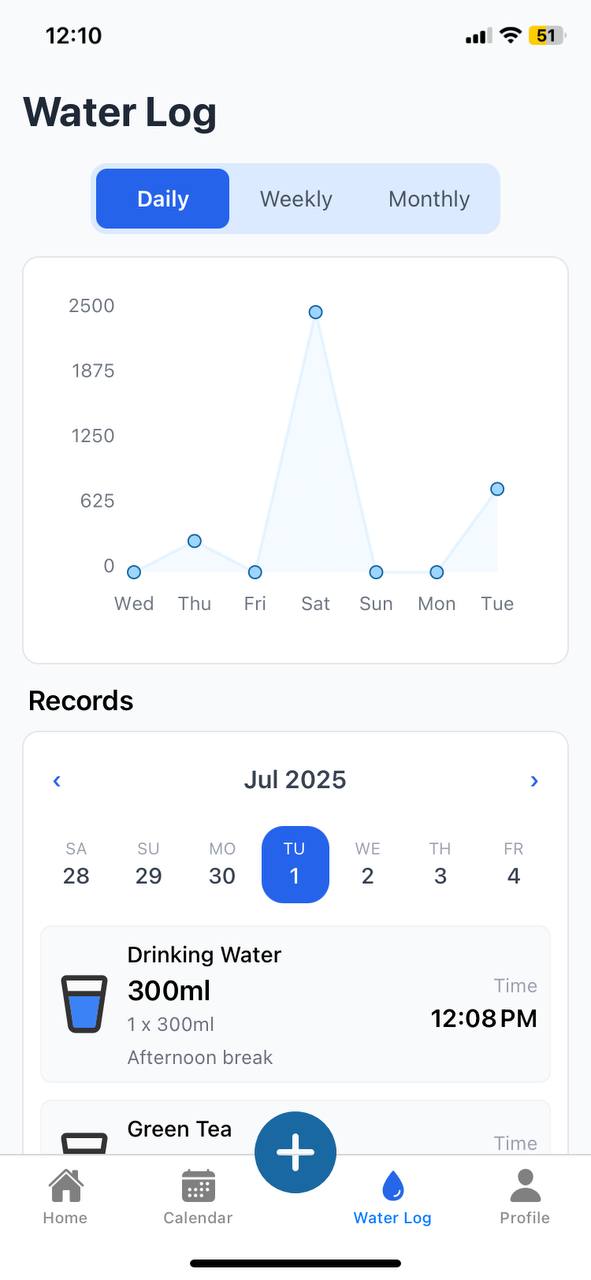 12:10
51
Water Log
Daily Weekly Monthly
2500
1875
1250
625
0
Wed Thu Fri Sat Sun Mon Tue
Records
‹ Jul 2025 ›
SA SU MO TU WE TH FR
28 29 30 1 2 3 4
Drinking Water
300ml
1 x 300ml
Afternoon break
Time
12:08 PM
Green Tea
Time
+
Home Calendar Water Log Profile